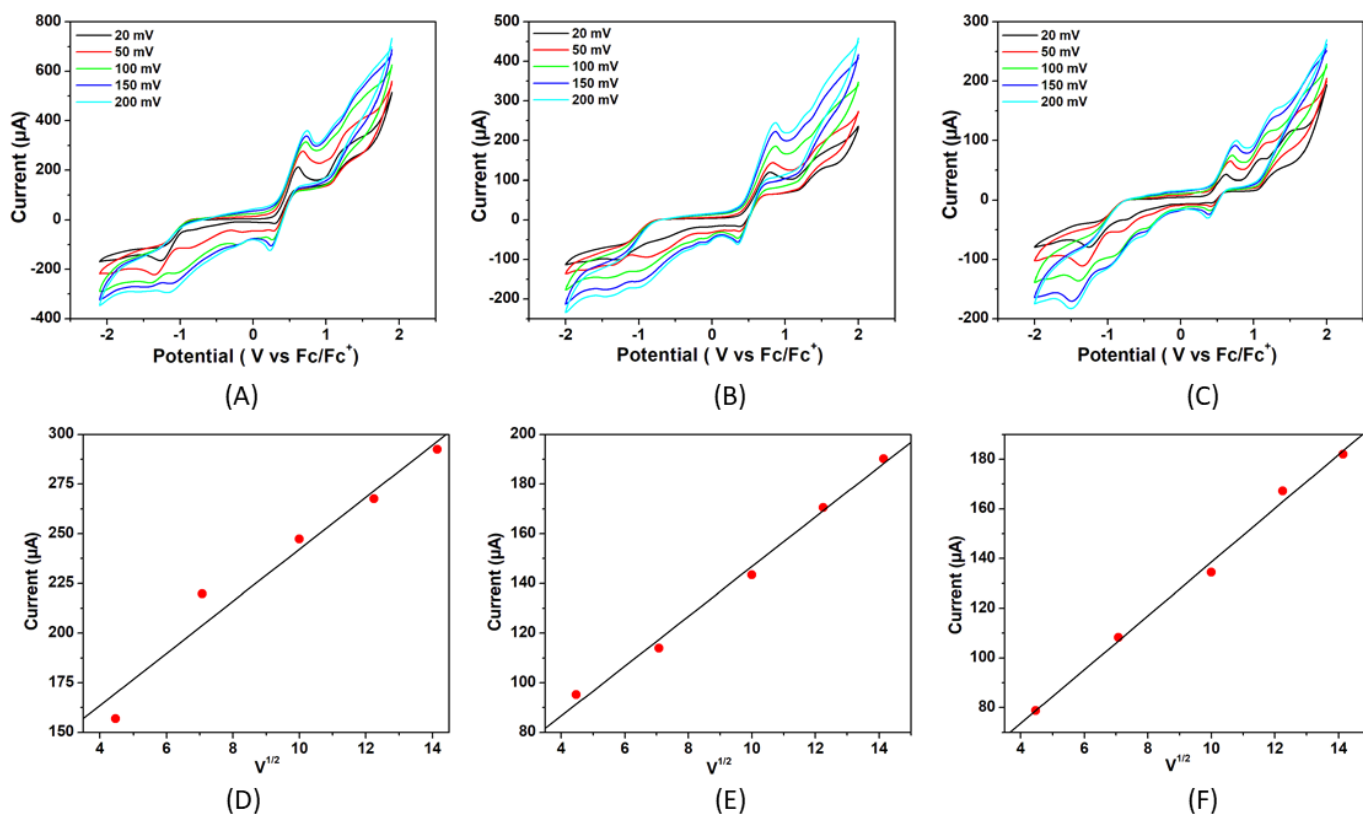 800
600
400
200
0
-200
-400
Current (µA)
20 mV
50 mV
100 mV
150 mV
200 mV
-2
-1
0
1
2
Potential ( V vs Fc/Fc+)
(A)
500
400
300
200
100
0
-100
-200
Current (µA)
20 mV
50 mV
100 mV
150 mV
200 mV
-2
-1
0
1
2
Potential ( V vs Fc/Fc+)
(B)
300
200
100
0
-100
-200
Current (µA)
20 mV
50 mV
100 mV
150 mV
200 mV
-2
-1
0
1
2
Potential ( V vs Fc/Fc+)
(C)
300
275
250
225
200
175
150
Current (µA)
4
6
8
10
12
14
V1/2
(D)
200
180
160
140
120
100
80
Current (µA)
4
6
8
10
12
14
V1/2
(E)
180
160
140
120
100
80
Current (µA)
4
6
8
10
12
14
V1/2
(F)